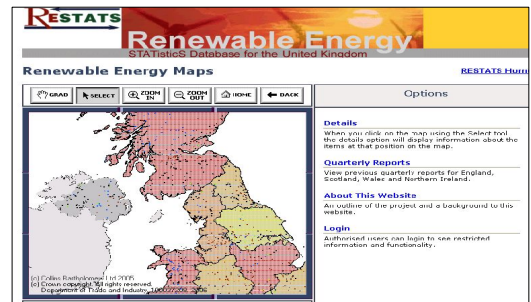 RESTATS
Renewable Energy
STATisticS Database for the United Kingdom
Renewable Energy Maps
RESTATS Hum
GRAB
SELECT
ZOOM IN
ZOOM OUT
HOME
BACK
Options
Details
When you click on the map using the Select tool
the details option will display information about the
items at that position on the map.
Quarterly Reports
View previous quarterly reports for England,
Scotland, Wales and Northern Ireland.
About This Website
An outline of the project and a background to this
website.
Login
Authorised users can login to see restricted
information and functionality.
(c) Collins Bartholomew Ltd 2005
(c) Crown copyright. All rights reserved.
Department of Trade and Industry.